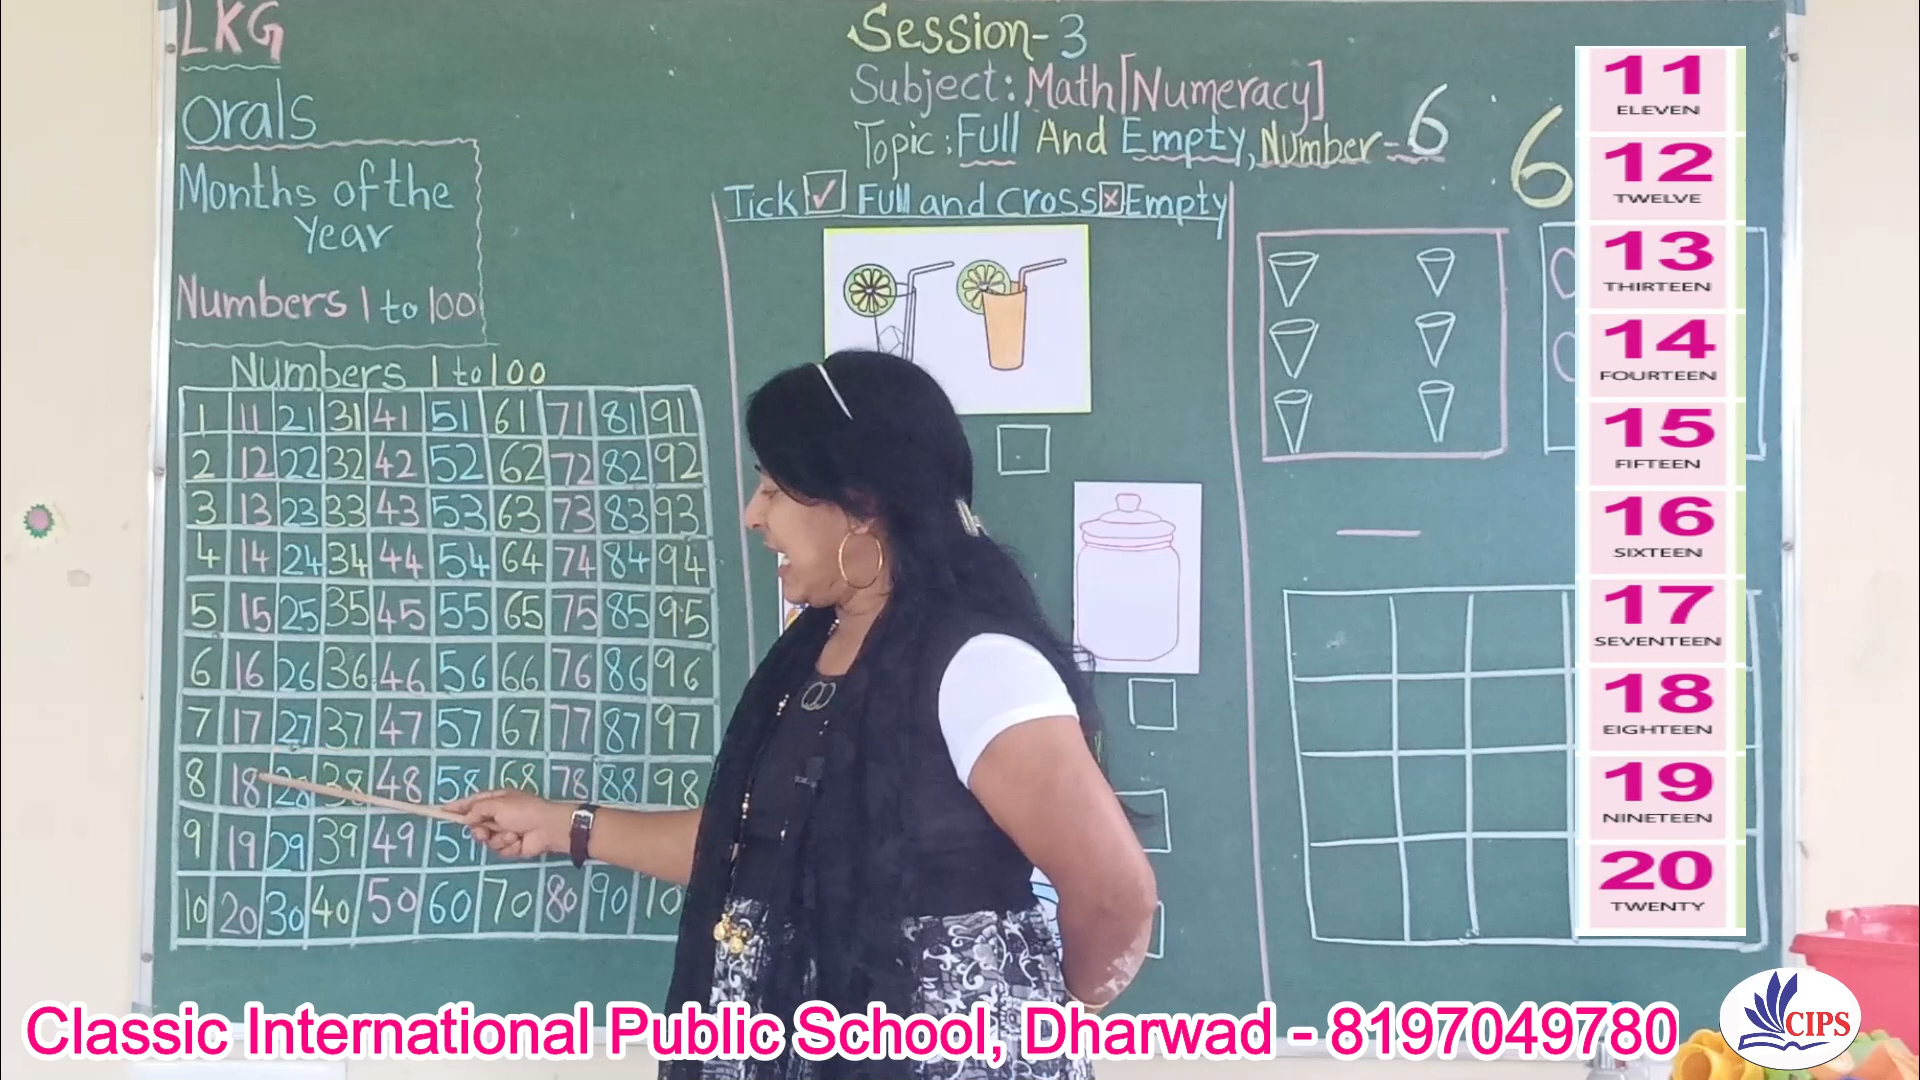 LKG
Orals
Months of the
Year
Numbers 1 to 100
Numbers 1 to 100
1 11 21 31 41 51 61 71 81 91
2 12 22 32 42 52 62 72 82 92
3 13 23 33 43 53 63 73 83 93
4 14 24 34 44 54 64 74 84 94
5 15 25 35 45 55 65 75 85 95
6 16 26 36 46 56 66 76 86 96
7 17 27 37 47 57 67 77 87 97
8 18 28 38 48 58 68 78 88 98
9 19 29 39 49 59
10 20 30 40 50 60 70 80 90 10
Session-3
Subject: Math[Numeracy]
Topic: Full And Empty, Number-6
6
Tick ✓ Full and Cross × Empty
11
ELEVEN
12
TWELVE
13
THIRTEEN
14
FOURTEEN
15
FIFTEEN
16
SIXTEEN
17
SEVENTEEN
18
EIGHTEEN
19
NINETEEN
20
TWENTY
Classic International Public School, Dharwad - 8197049780
CIPS